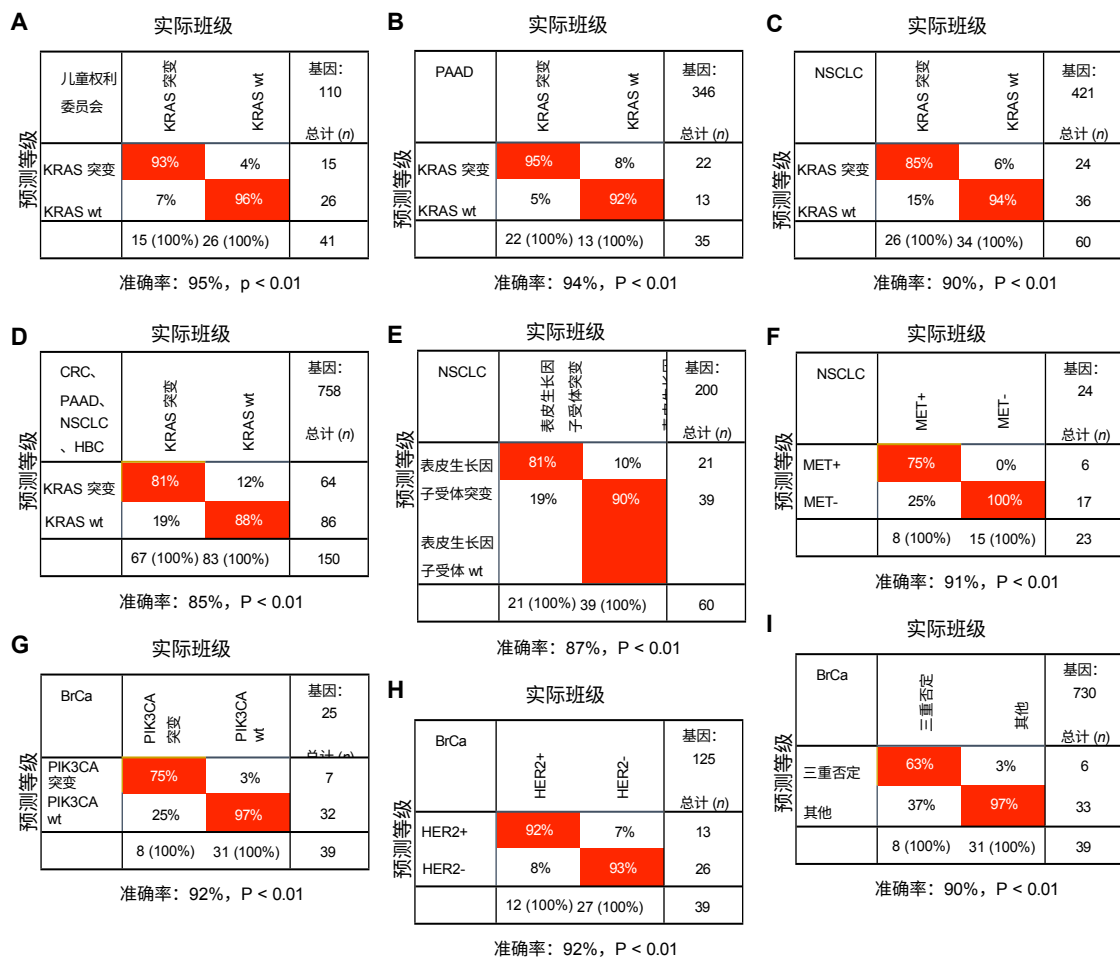 A
实际班级
儿童权利
委员会
KRAS 突变
KRAS wt
基因：
110
总计 (n)
预测等级
KRAS 突变
93%
4%
15
KRAS wt
7%
96%
26
15 (100%) 26 (100%)
41
准确率：95%，p < 0.01
B
实际班级
PAAD
KRAS 突变
KRAS wt
基因：
346
总计 (n)
预测等级
KRAS 突变
95%
8%
22
KRAS wt
5%
92%
13
22 (100%) 13 (100%)
35
准确率：94%，P < 0.01
C
实际班级
NSCLC
KRAS 突变
KRAS wt
基因：
421
总计 (n)
预测等级
KRAS 突变
85%
6%
24
KRAS wt
15%
94%
36
26 (100%) 34 (100%)
60
准确率：90%，P < 0.01
D
实际班级
CRC、
PAAD、
NSCLC
、HBC
KRAS 突变
KRAS wt
基因：
758
总计 (n)
预测等级
KRAS 突变
81%
12%
64
KRAS wt
19%
88%
86
67 (100%) 83 (100%)
150
准确率：85%，P < 0.01
E
实际班级
NSCLC
表皮生长因
子受体突变
基因：
200
总计 (n)
预测等级
表皮生长因
子受体突变
81%
10%
21
19%
90%
39
表皮生长因
子受体 wt
21 (100%) 39 (100%)
60
准确率：87%，P < 0.01
F
实际班级
NSCLC
MET+
MET-
基因：
24
总计 (n)
预测等级
MET+
75%
0%
6
MET-
25%
100%
17
8 (100%)
15 (100%)
23
准确率：91%，P < 0.01
G
实际班级
BrCa
PIK3CA
突变
PIK3CA
wt
基因：
25
总计 (n)
预测等级
PIK3CA
突变
75%
3%
7
PIK3CA
wt
25%
97%
32
8 (100%)
31 (100%)
39
准确率：92%，P < 0.01
H
实际班级
BrCa
HER2+
HER2-
基因：
125
总计 (n)
预测等级
HER2+
92%
7%
13
HER2-
8%
93%
26
12 (100%) 27 (100%)
39
准确率：92%，P < 0.01
I
实际班级
BrCa
三重否定
其他
基因：
730
总计 (n)
预测等级
三重否定
63%
3%
6
其他
37%
97%
33
8 (100%)
31 (100%)
39
准确率：90%，P < 0.01